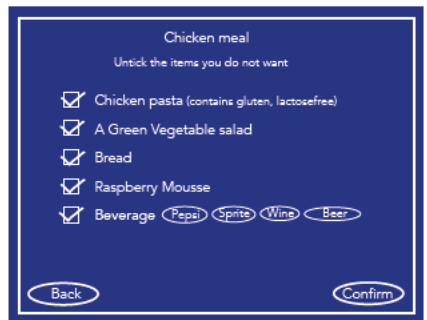 Chicken meal
Untick the items you do not want
Chicken pasta (contains gluten, lactosefree)
A Green Vegetable salad
Bread
Raspberry Mousse
Beverage Pepsi Sprite Wine Beer
Back Confirm